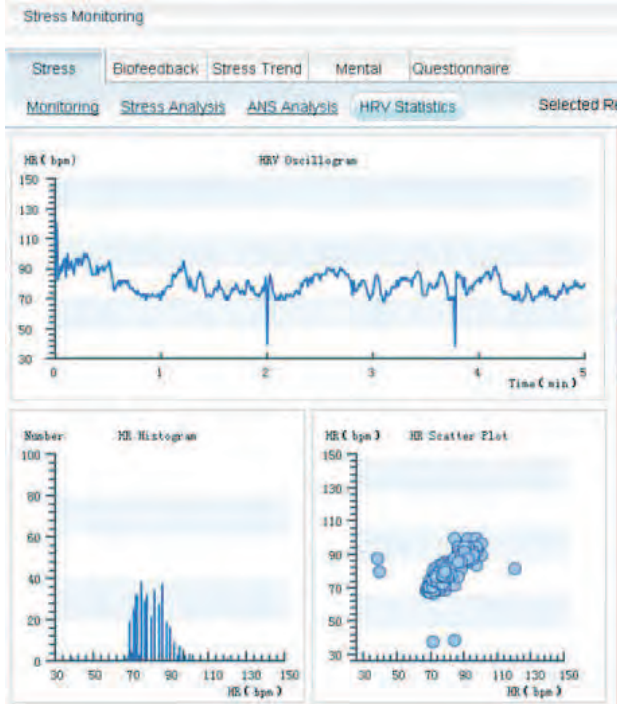 Stress Monitoring
Stress Biofeedback Stress Trend Mental Questionnaire
Monitoring Stress Analysis ANS Analysis HRV Statistics Selected Re
HR( bpm) HRV Oscillogram
150
130
110
90
70
50
30
0 1 2 3 4 5
Time( min )
Number HR Histogram
100
80
60
40
20
0
30 50 70 90 110 130 150
HR( bpm )
HR( bpm ) HR Scatter Plot
150
130
110
90
70
50
30
30 50 70 90 110 130 150
HR( bpm )